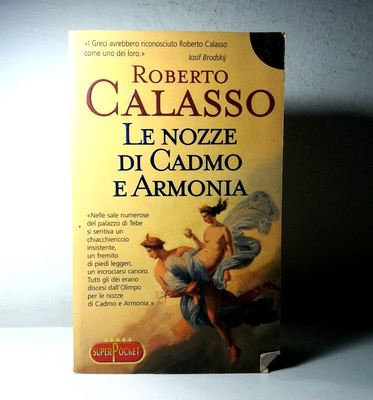 «I Greci avrebbero riconosciuto Roberto Calasso
come uno dei loro.»
Iosif Brodskij
ROBERTO
CALASSO
LE NOZZE
DI CADMO
E ARMONIA
«Nelle sale numerose
del palazzo di Tebe
si sentiva un
chiacchiericcio
insistente,
un fremito
di piedi leggeri,
un incrociarsi canoro.
Tutti gli dèi erano
discesi dall'Olimpo
per le nozze
di Cadmo e Armonia.»
SUPERPOCKET